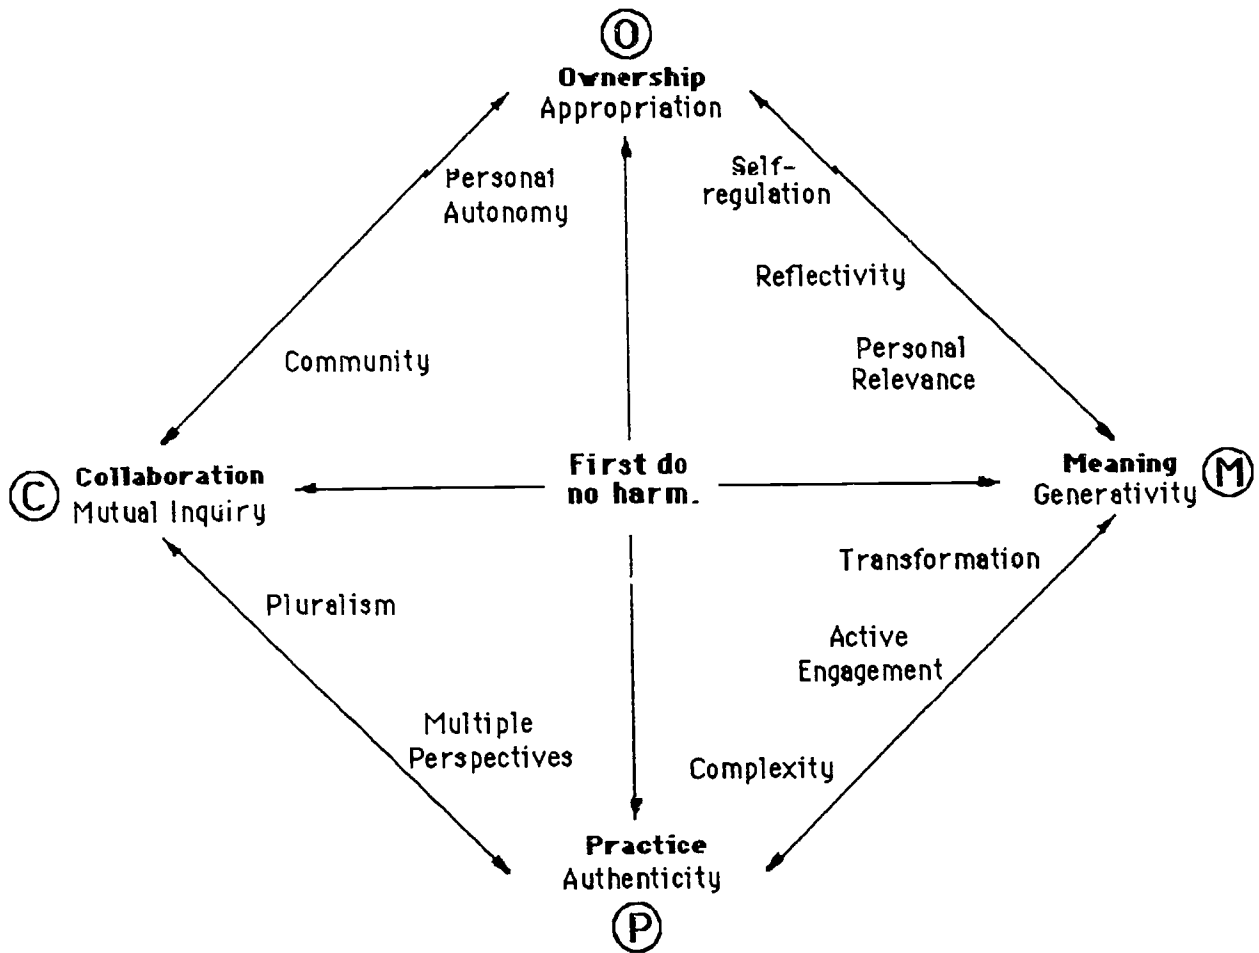 O
Ownership
Appropriation
Personal
Autonomy
Self-
regulation
Reflectivity
Community
Personal
Relevance
C
Collaboration
Mutual Inquiry
First do
no harm.
Meaning
Generativity
M
Transformation
Pluralism
Active
Engagement
Multiple
Perspectives
Complexity
Practice
Authenticity
P